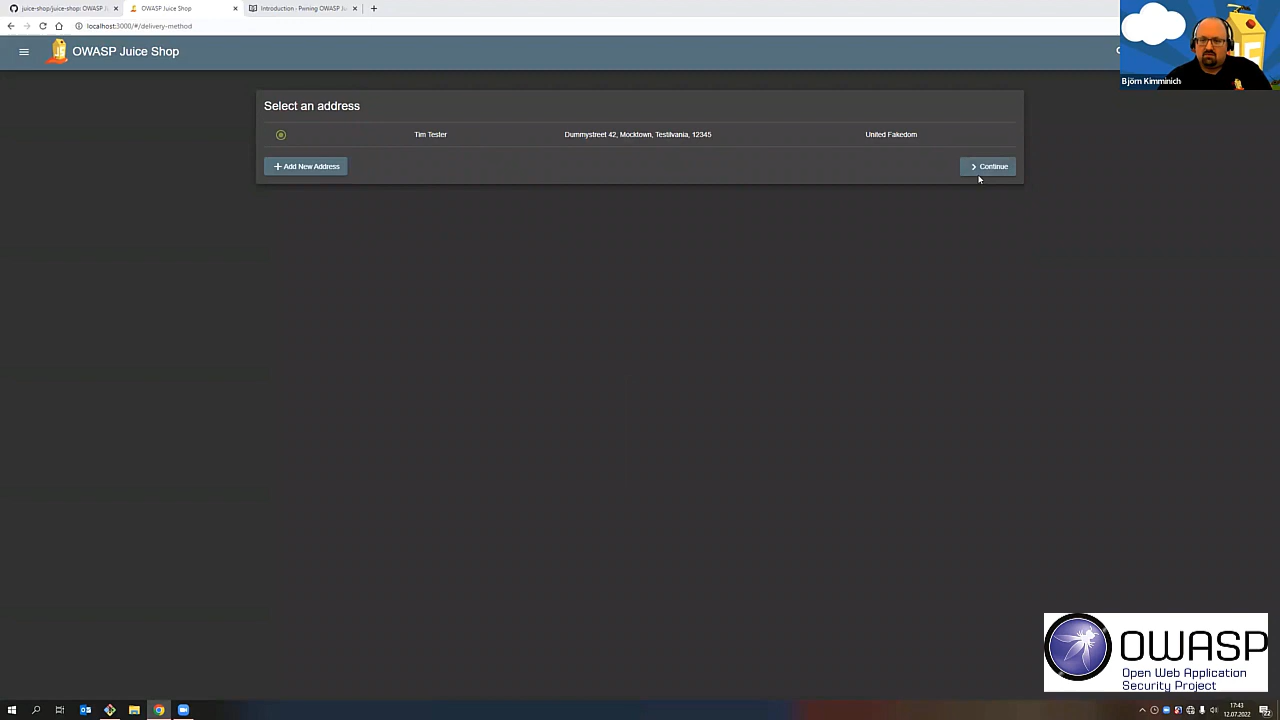 juice-shop/juice-shop: OWASP J
OWASP Juice Shop
Introduction - Pwning OWASP Ju
localhost:3000/#/delivery-method
OWASP Juice Shop
Björn Kimminich
Select an address
Tim Tester
Dummystreet 42, Mocktown, Testilvania, 12345
United Fakedom
Add New Address
Continue
OWASP
Open Web Application
Security Project
17:43
12.07.2022